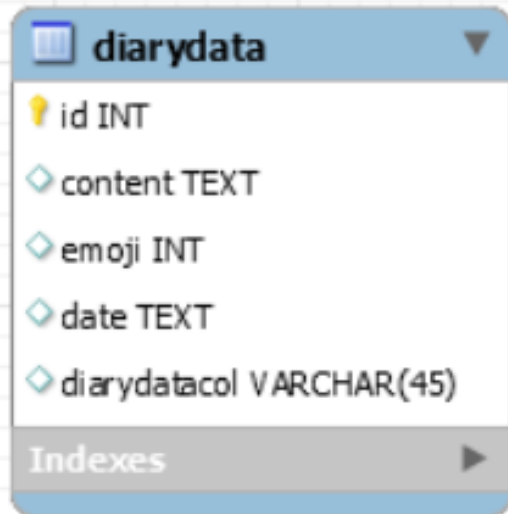 diarydata
id INT
content TEXT
emoji INT
date TEXT
diarydatacol VARCHAR(45)
Indexes